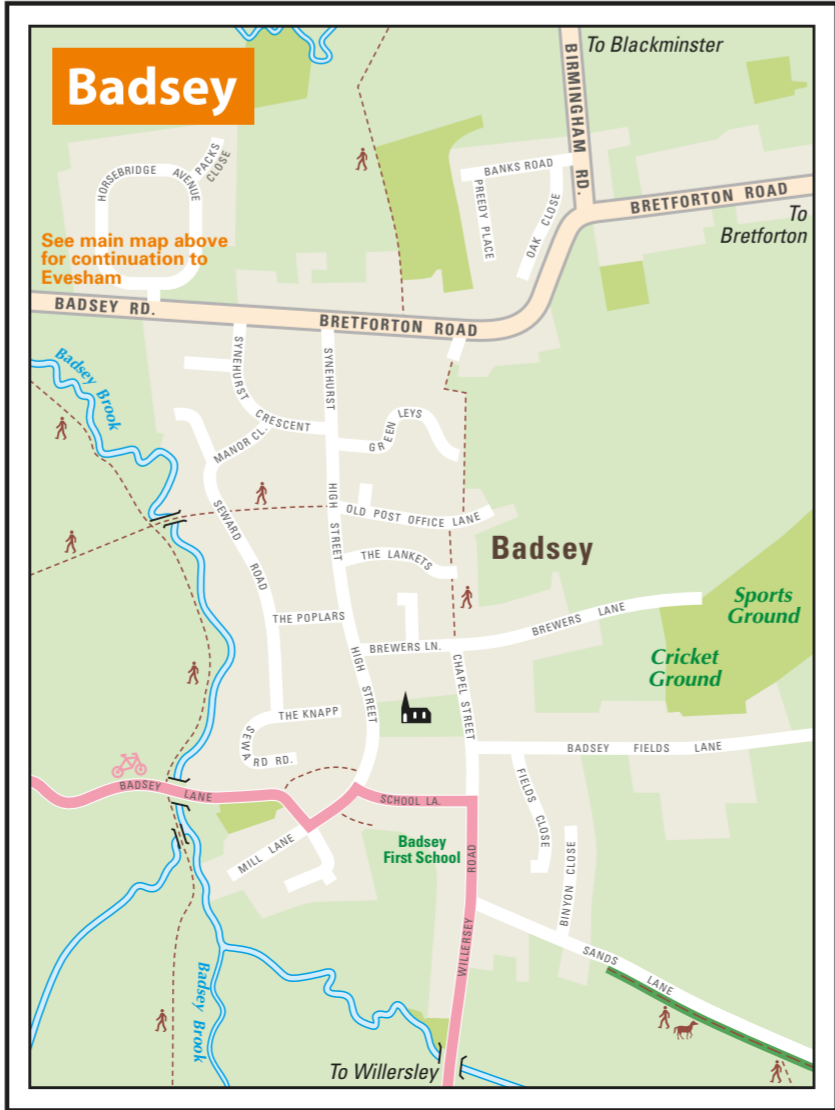 Badsey
To Blackminster
BIRMINGHAM RD.
PACKS CLOSE
HORSEBRIDGE AVENUE
BANKS ROAD
PREEDY PLACE
OAK CLOSE
BRETFORTON ROAD
To
Bretforton
See main map above
for continuation to
Evesham
BADSEY RD.
BRETFORTON ROAD
Badsey Brook
SYNEHURST CRESCENT
SYNEHURST
GREEN LEYS
MANOR CL.
SEWARD ROAD
HIGH STREET
OLD POST OFFICE LANE
THE LANKETS
Badsey
Sports
Ground
THE POPLARS
BREWERS LN.
BREWERS LANE
Cricket
Ground
HIGH STREET
CHAPEL STREET
THE KNAPP
SEWARD RD.
BADSEY FIELDS LANE
BADSEY LANE
SCHOOL LA.
FIELDS CLOSE
MILL LANE
Badsey
First School
BINYON CLOSE
WILLERSEY ROAD
SANDS LANE
Badsey Brook
To Willersley